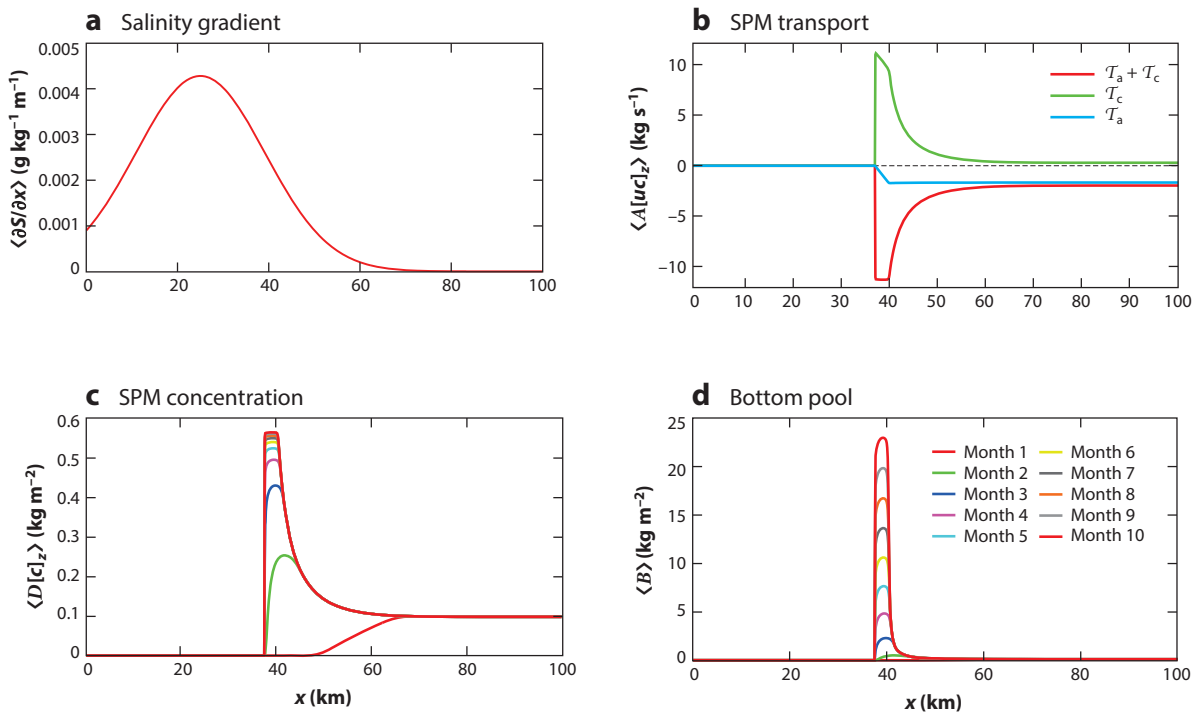 a Salinity gradient
0.005
0.004
0.003
0.002
0.001
0
⟨∂S/∂x⟩ (g kg⁻¹ m⁻¹)
0 20 40 60 80 100
b SPM transport
10
5
0
−5
−10
⟨A[uc]z⟩ (kg s⁻¹)
𝒯a + 𝒯c
𝒯c
𝒯a
0 10 20 30 40 50 60 70 80 90 100
c SPM concentration
0.6
0.5
0.4
0.3
0.2
0.1
0
⟨D[c]z⟩ (kg m⁻²)
0 20 40 60 80 100
x (km)
d Bottom pool
25
20
15
10
5
0
⟨B⟩ (kg m⁻²)
Month 1 Month 6
Month 2 Month 7
Month 3 Month 8
Month 4 Month 9
Month 5 Month 10
0 20 40 60 80 100
x (km)